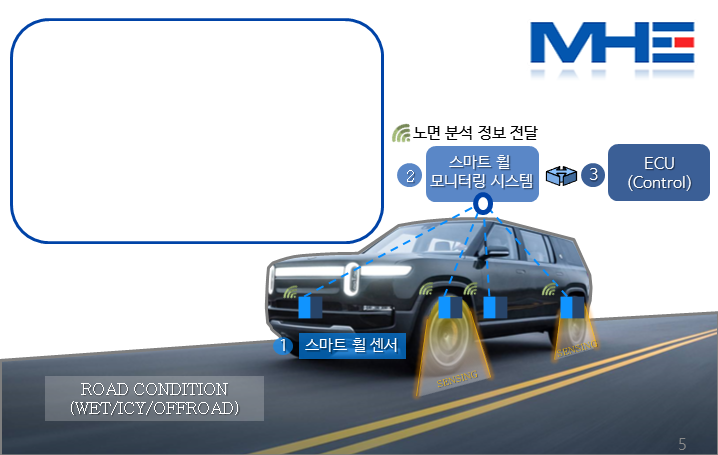 MHE
노면 분석 정보 전달
2
스마트 휠
모니터링 시스템
3
ECU
(Control)
1
스마트 휠 센서
SENSING
SENSING
ROAD CONDITION
(WET/ICY/OFFROAD)
5